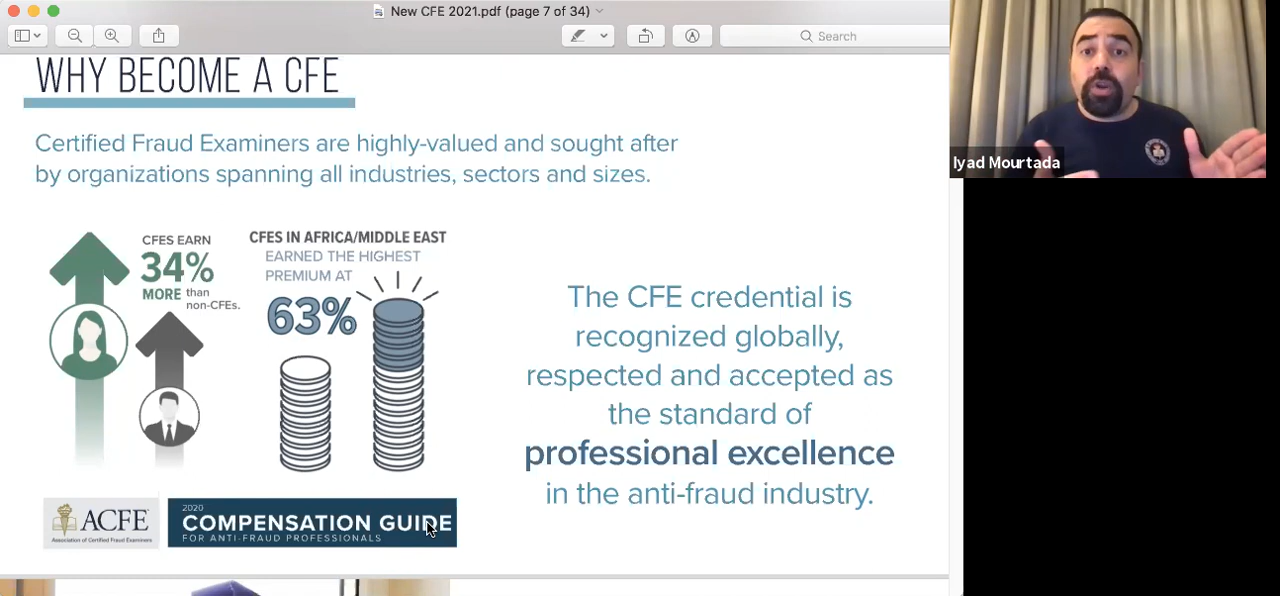 New CFE 2021.pdf (page 7 of 34)
Search
WHY BECOME A CFE
Certified Fraud Examiners are highly-valued and sought after
by organizations spanning all industries, sectors and sizes.
CFES EARN
34%
MORE than
non-CFEs.
CFES IN AFRICA/MIDDLE EAST
EARNED THE HIGHEST
PREMIUM AT
63%
The CFE credential is
recognized globally,
respected and accepted as
the standard of
professional excellence
in the anti-fraud industry.
ACFE
Association of Certified Fraud Examiners
2020
COMPENSATION GUIDE
FOR ANTI-FRAUD PROFESSIONALS
Iyad Mourtada